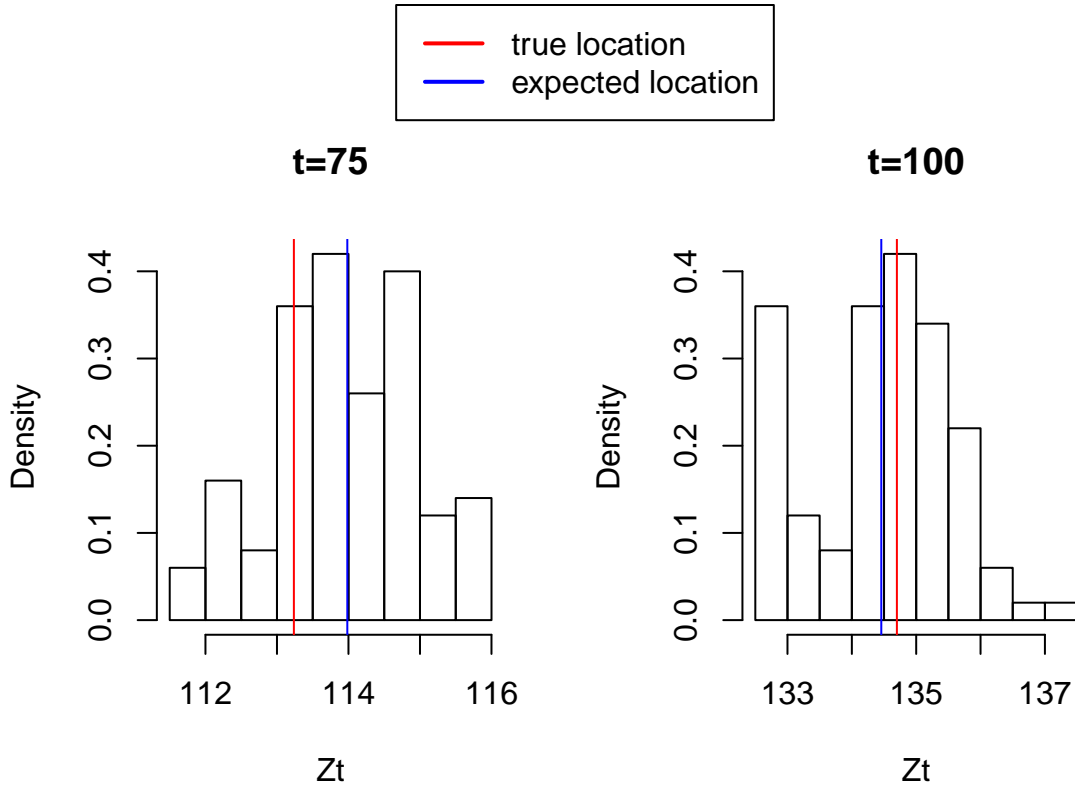 true location
expected location
t=75
Density
0.0
0.1
0.2
0.3
0.4
112
114
116
Zt
t=100
Density
0.0
0.1
0.2
0.3
0.4
133
135
137
Zt